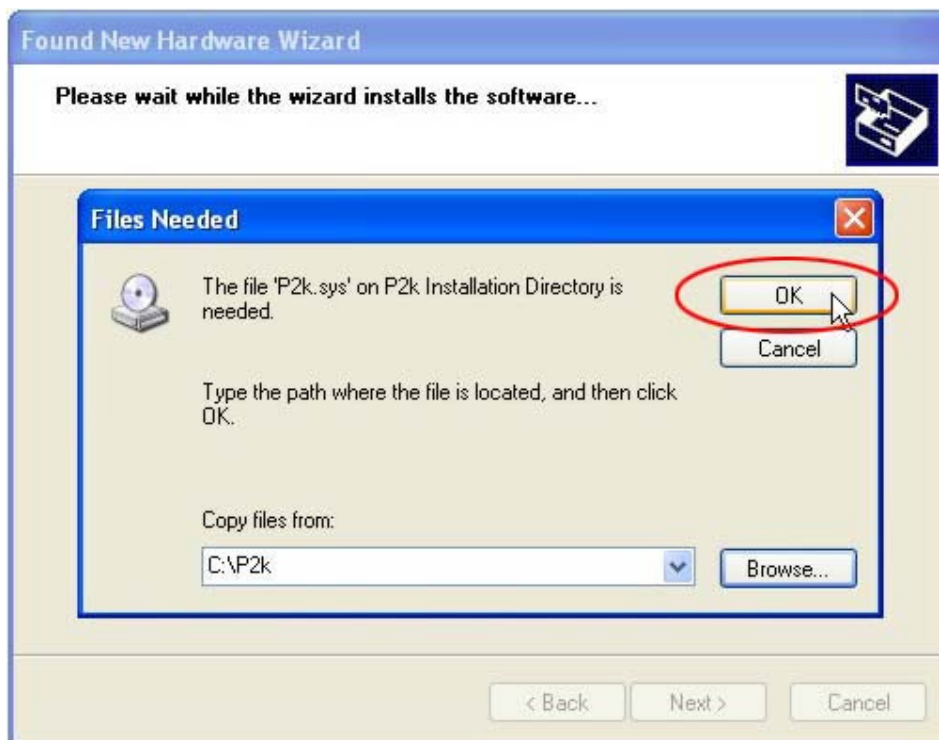 Found New Hardware Wizard
Please wait while the wizard installs the software...
Files Needed
The file 'P2k.sys' on P2k Installation Directory is
needed.
OK
Cancel
Type the path where the file is located, and then click
OK.
Copy files from:
C:\P2k
Browse...
< Back
Next >
Cancel